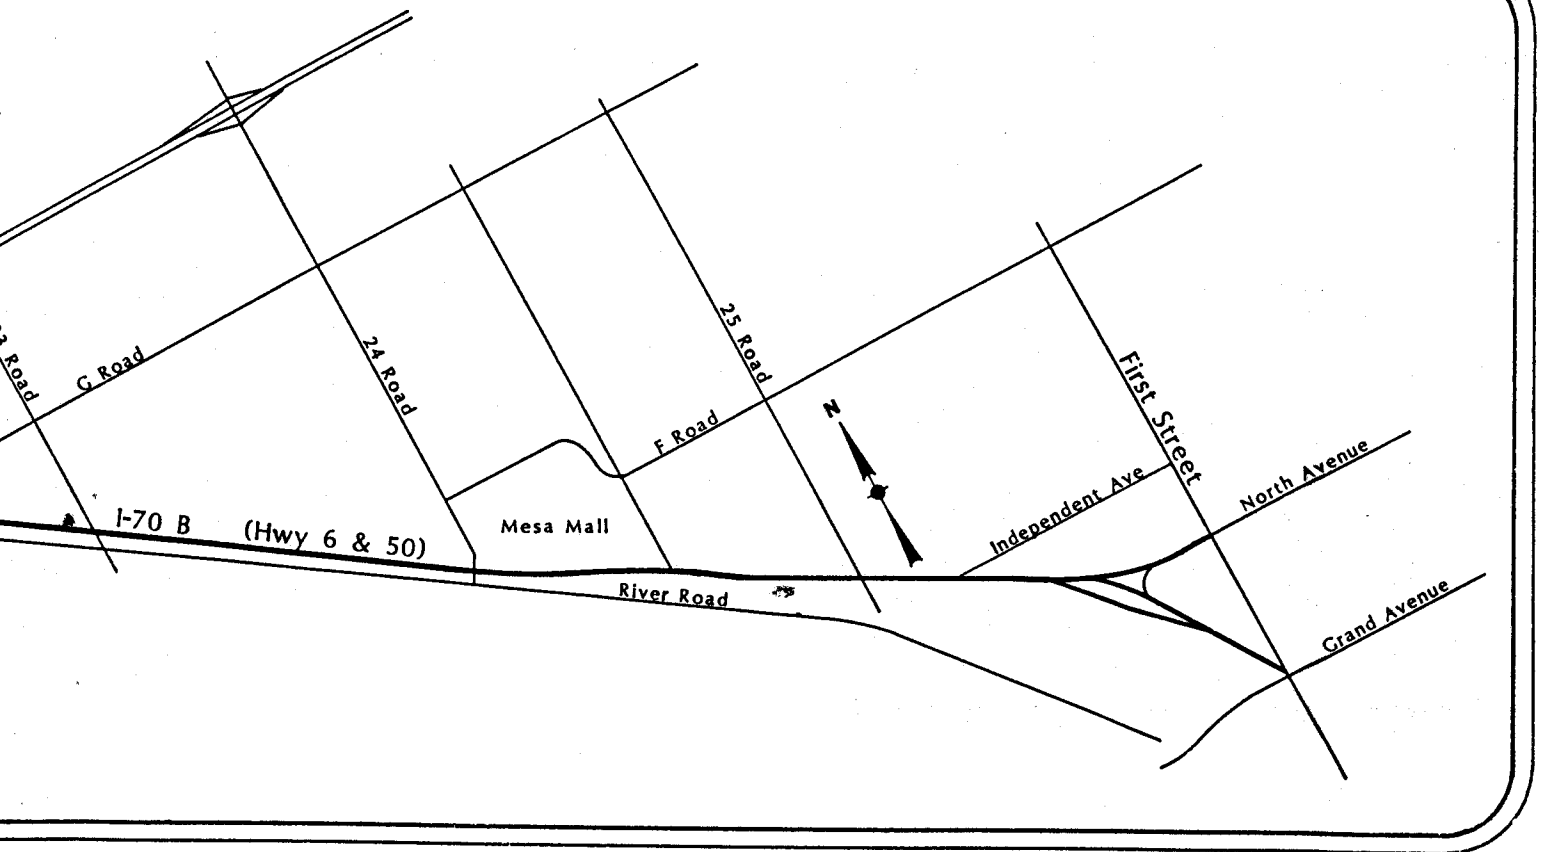 25 Road
24 Road
Road
G Road
First Street
N
F Road
North Avenue
Independent Ave
I-70 B (Hwy 6 & 50)
Mesa Mall
River Road
Grand Avenue